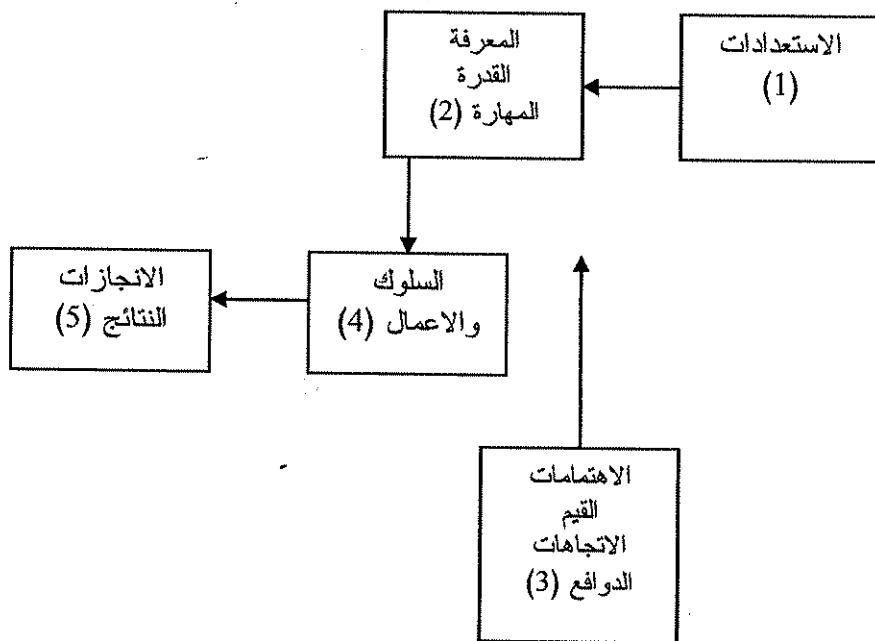 الاستعدادات
(1)
المعرفة
القدرة
المهارة (2)
السلوك
والاعمال (4)
الانجازات
النتائج (5)
الاهتمامات
القيم
الاتجاهات
الدوافع (3)